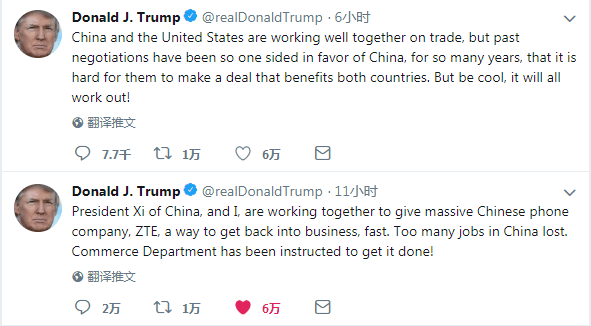 Donald J. Trump @realDonaldTrump · 6小时
China and the United States are working well together on trade, but past
negotiations have been so one sided in favor of China, for so many years, that it is
hard for them to make a deal that benefits both countries. But be cool, it will all
work out!
翻译推文
7.7千 1万 6万
Donald J. Trump @realDonaldTrump · 11小时
President Xi of China, and I, are working together to give massive Chinese phone
company, ZTE, a way to get back into business, fast. Too many jobs in China lost.
Commerce Department has been instructed to get it done!
翻译推文
2万 1万 6万